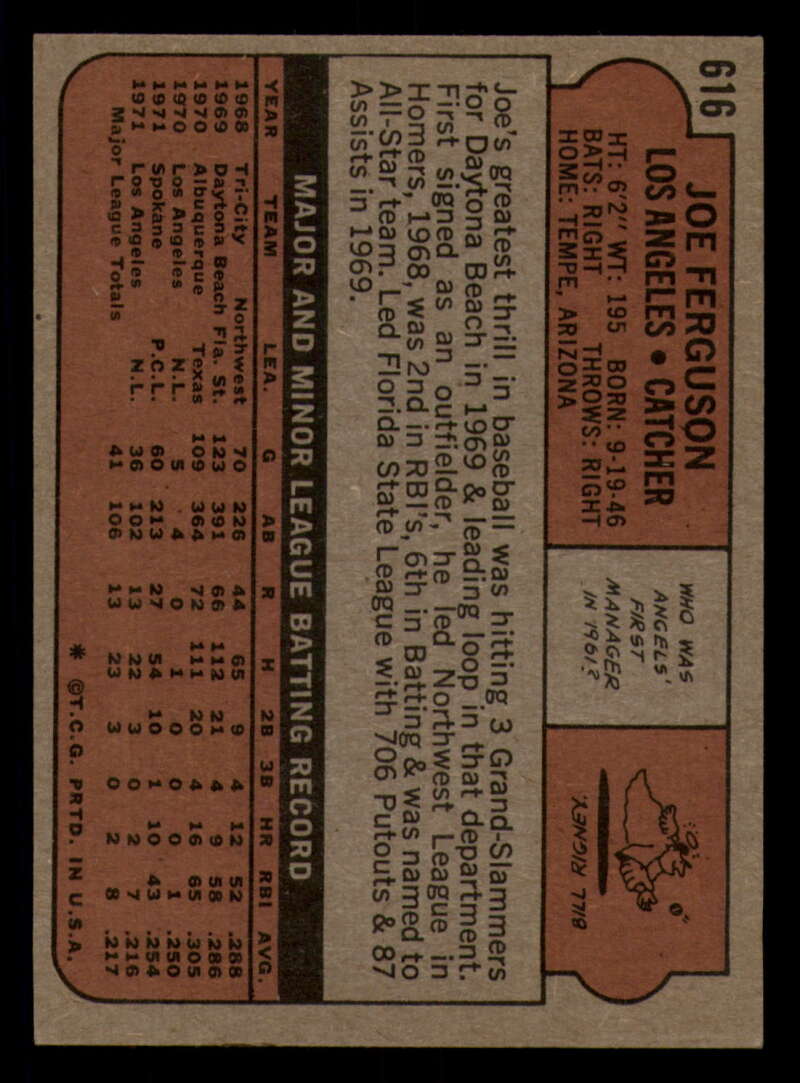 616
JOE FERGUSON
LOS ANGELES • CATCHER
HT: 6'2" WT: 195 BORN: 9-19-46
BATS: RIGHT THROWS: RIGHT
HOME: TEMPE, ARIZONA
WHO WAS
ANGELS'
FIRST
MANAGER
IN 1961?
BILL RIGNEY.
Joe's greatest thrill in baseball was hitting 3 Grand-Slammers
for Daytona Beach in 1969 & leading loop in that department.
First signed as an outfielder, he led Northwest League in
Homers, 1968, was 2nd in RBI's, 6th in Batting & was named to
All-Star team. Led Florida State League with 706 Putouts & 87
Assists in 1969.
MAJOR AND MINOR LEAGUE BATTING RECORD
YEAR TEAM LEA. G AB R H 2B 3B HR RBI AVG.
1968 Tri-City Northwest 70 226 44 65 9 4 12 52 .288
1969 Daytona Beach Fla. St. 123 391 66 112 21 4 9 58 .286
1970 Albuquerque Texas 109 364 72 111 20 4 16 65 .305
1970 Los Angeles N.L. 5 4 0 1 0 0 0 1 .250
1971 Spokane P.C.L. 60 213 27 54 10 1 10 43 .254
1971 Los Angeles N.L. 36 102 13 22 3 0 2 7 .216
Major League Totals 41 106 13 23 3 0 2 8 .217
* ©T.C.G. PRTD. IN U.S.A.